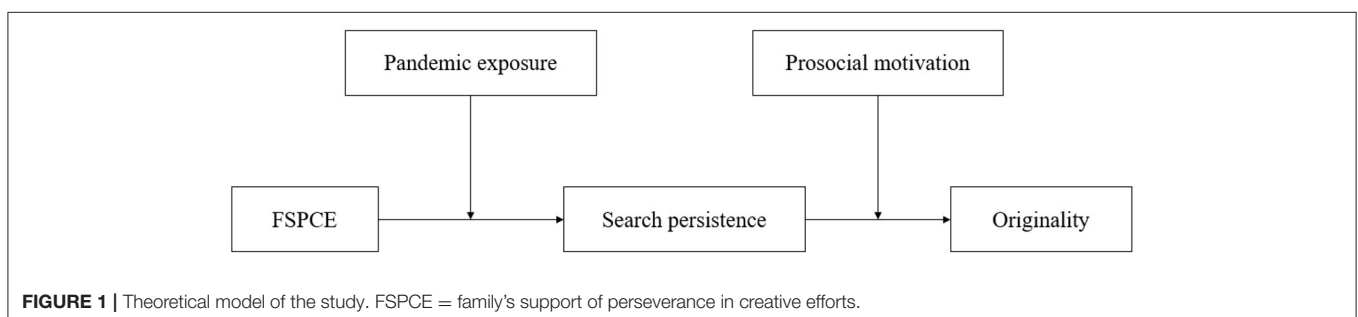 Pandemic exposure
Prosocial motivation
FSPCE
Search persistence
Originality
FIGURE 1 | Theoretical model of the study. FSPCE = family’s support of perseverance in creative efforts.